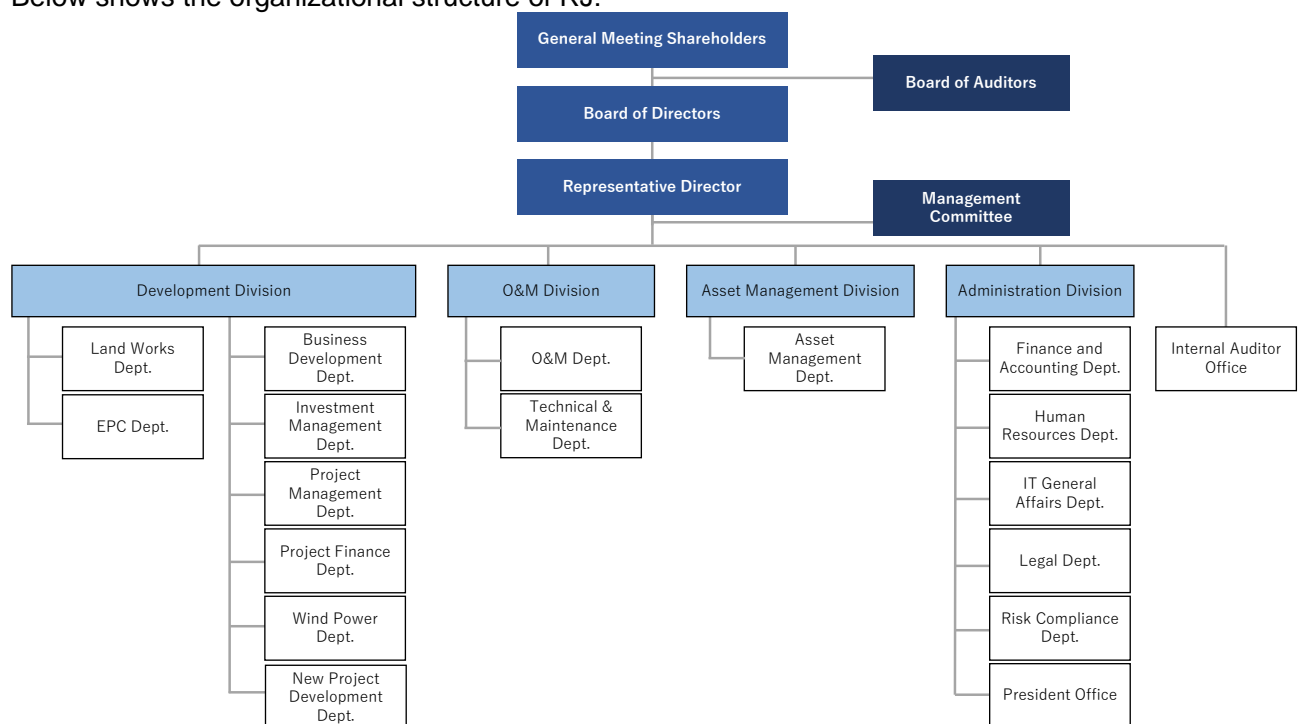 Below shows the organizational structure of RJ.
General Meeting Shareholders
Board of Auditors
Board of Directors
Representative Director
Management
Committee
Development Division
O&M Division
Asset Management Division
Administration Division
Land Works
Dept.
EPC Dept.
Business
Development
Dept.
Investment
Management
Dept.
Project
Management
Dept.
Project Finance
Dept.
Wind Power
Dept.
New Project
Development
Dept.
O&M Dept.
Technical &
Maintenance
Dept.
Asset
Management
Dept.
Finance and
Accounting Dept.
Human
Resources Dept.
IT General
Affairs Dept.
Legal Dept.
Risk Compliance
Dept.
President Office
Internal Auditor
Office